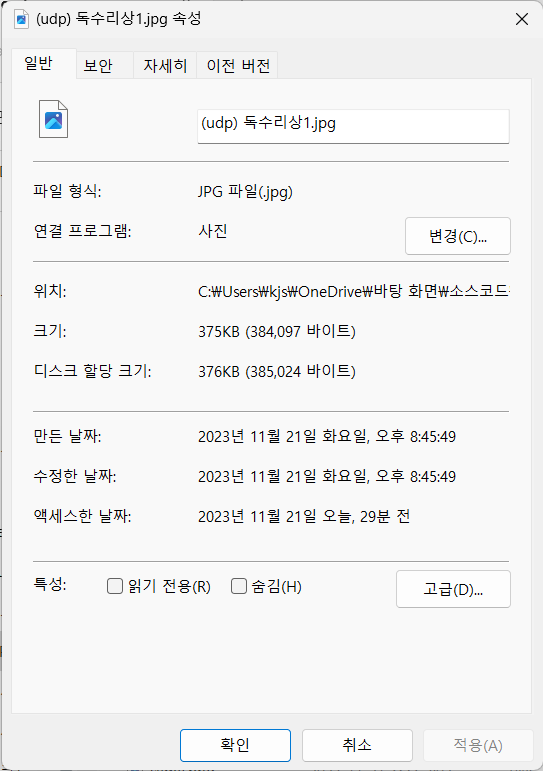 (udp) 독수리상1.jpg 속성
일반 보안 자세히 이전 버전
(udp) 독수리상1.jpg
파일 형식: JPG 파일(.jpg)
연결 프로그램: 사진 변경(C)...
위치: C:₩Users₩kjs₩OneDrive₩바탕 화면₩소스코드
크기: 375KB (384,097 바이트)
디스크 할당 크기: 376KB (385,024 바이트)
만든 날짜: 2023년 11월 21일 화요일, 오후 8:45:49
수정한 날짜: 2023년 11월 21일 화요일, 오후 8:45:49
액세스한 날짜: 2023년 11월 21일 오늘, 29분 전
특성: 읽기 전용(R) 숨김(H) 고급(D)...
확인 취소 적용(A)